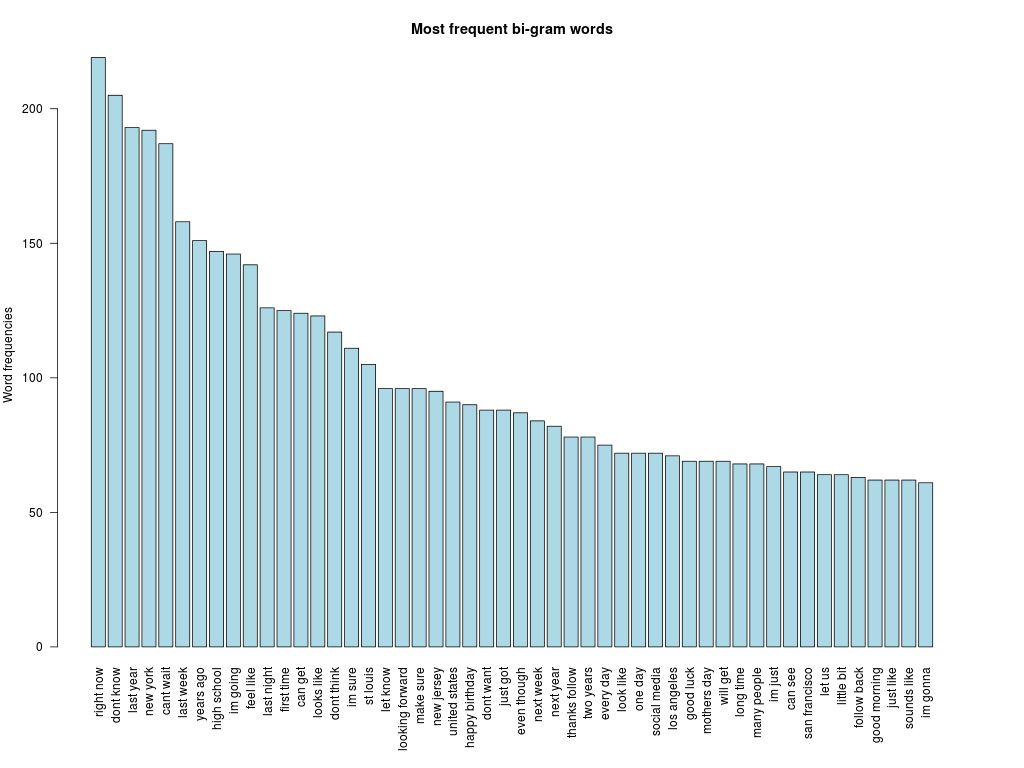 Most frequent bi-gram words
Word frequencies
200
150
100
50
0
right now
dont know
last year
new york
cant wait
last week
years ago
high school
im going
feel like
last night
first time
can get
looks like
dont think
im sure
st louis
let know
looking forward
make sure
new jersey
united states
happy birthday
dont want
just got
even though
next week
next year
thanks follow
two years
every day
look like
one day
social media
los angeles
good luck
mothers day
will get
long time
many people
im just
can see
san francisco
let us
little bit
follow back
good morning
just like
sounds like
im gonna